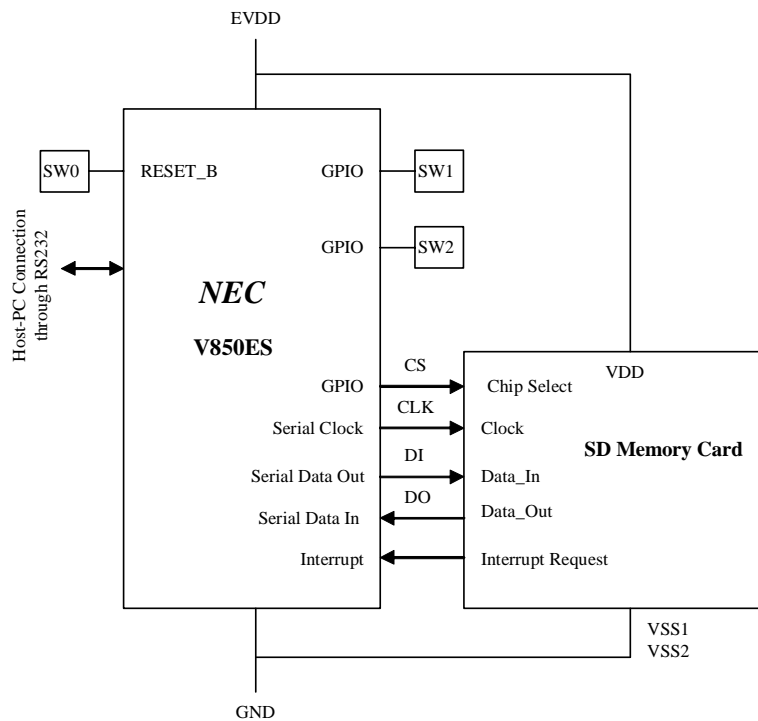 EVDD
SW0
RESET_B
GPIO
SW1
GPIO
SW2
Host-PC Connection
through RS232
NEC
V850ES
GPIO
CS
Chip Select
VDD
Serial Clock
CLK
Clock
SD Memory Card
Serial Data Out
DI
Data_In
Serial Data In
DO
Data_Out
Interrupt
Interrupt Request
VSS1
VSS2
GND